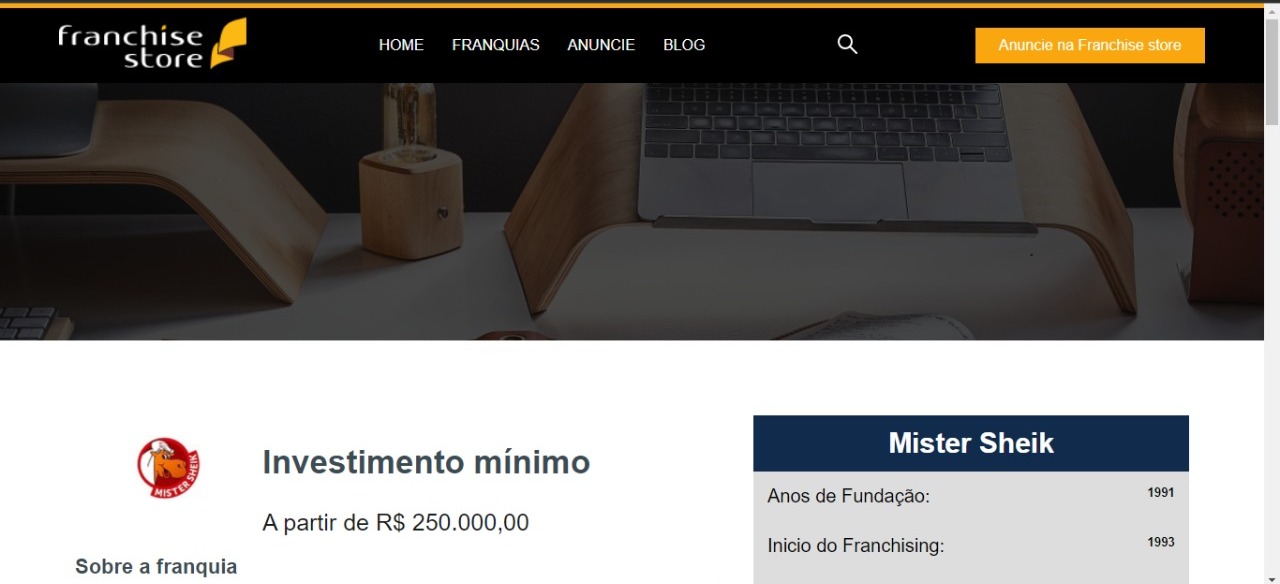 franchise
store
HOME FRANQUIAS ANUNCIE BLOG
Anuncie na Franchise store
MISTER SHEIK
Investimento mínimo
A partir de R$ 250.000,00
Sobre a franquia
Mister Sheik
Anos de Fundação: 1991
Inicio do Franchising: 1993